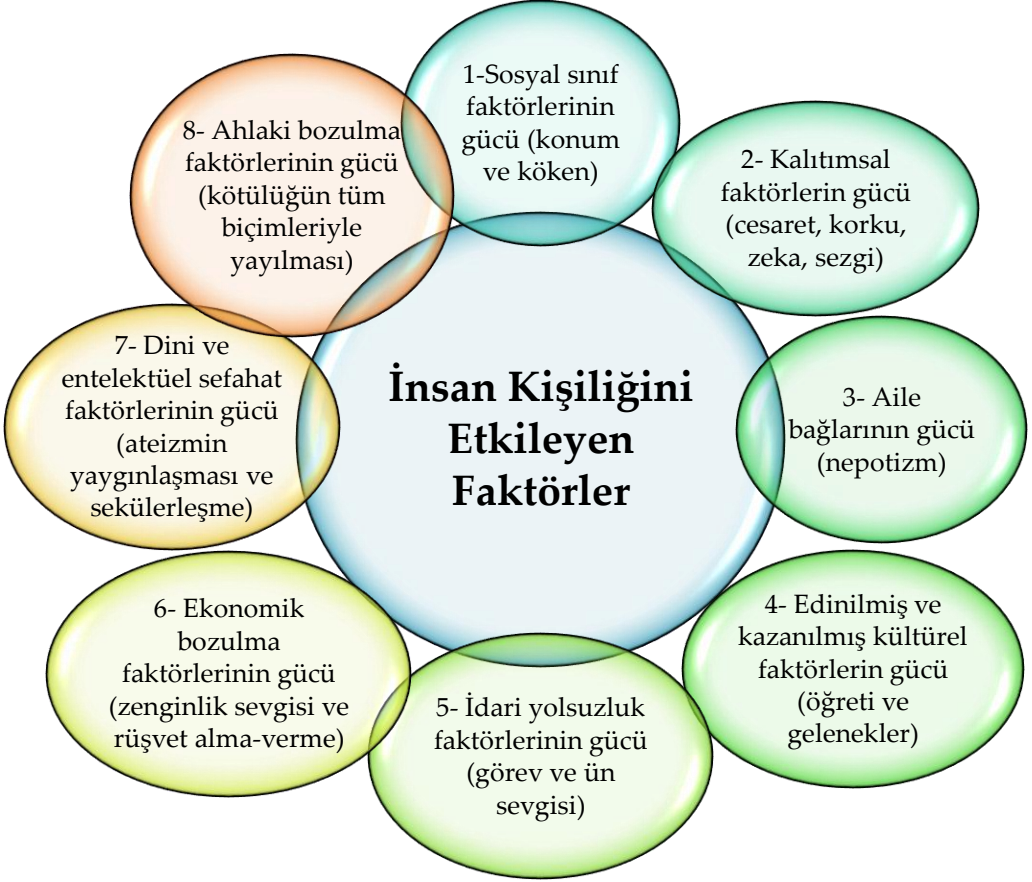 İnsan Kişiliğini
Etkileyen
Faktörler
1-Sosyal sınıf
faktörlerinin
gücü (konum
ve köken)
2- Kalıtımsal
faktörlerin gücü
(cesaret, korku,
zeka, sezgi)
3- Aile
bağlarının gücü
(nepotizm)
4- Edinilmiş ve
kazanılmış kültürel
faktörlerin gücü
(öğreti ve
gelenekler)
5- İdari yolsuzluk
faktörlerinin gücü
(görev ve ün
sevgisi)
6- Ekonomik
bozulma
faktörlerinin gücü
(zenginlik sevgisi ve
rüşvet alma-verme)
7- Dini ve
entelektüel sefahat
faktörlerinin gücü
(ateizmin
yaygınlaşması ve
sekülerleşme)
8- Ahlaki bozulma
faktörlerinin gücü
(kötülüğün tüm
biçimleriyle
yayılması)